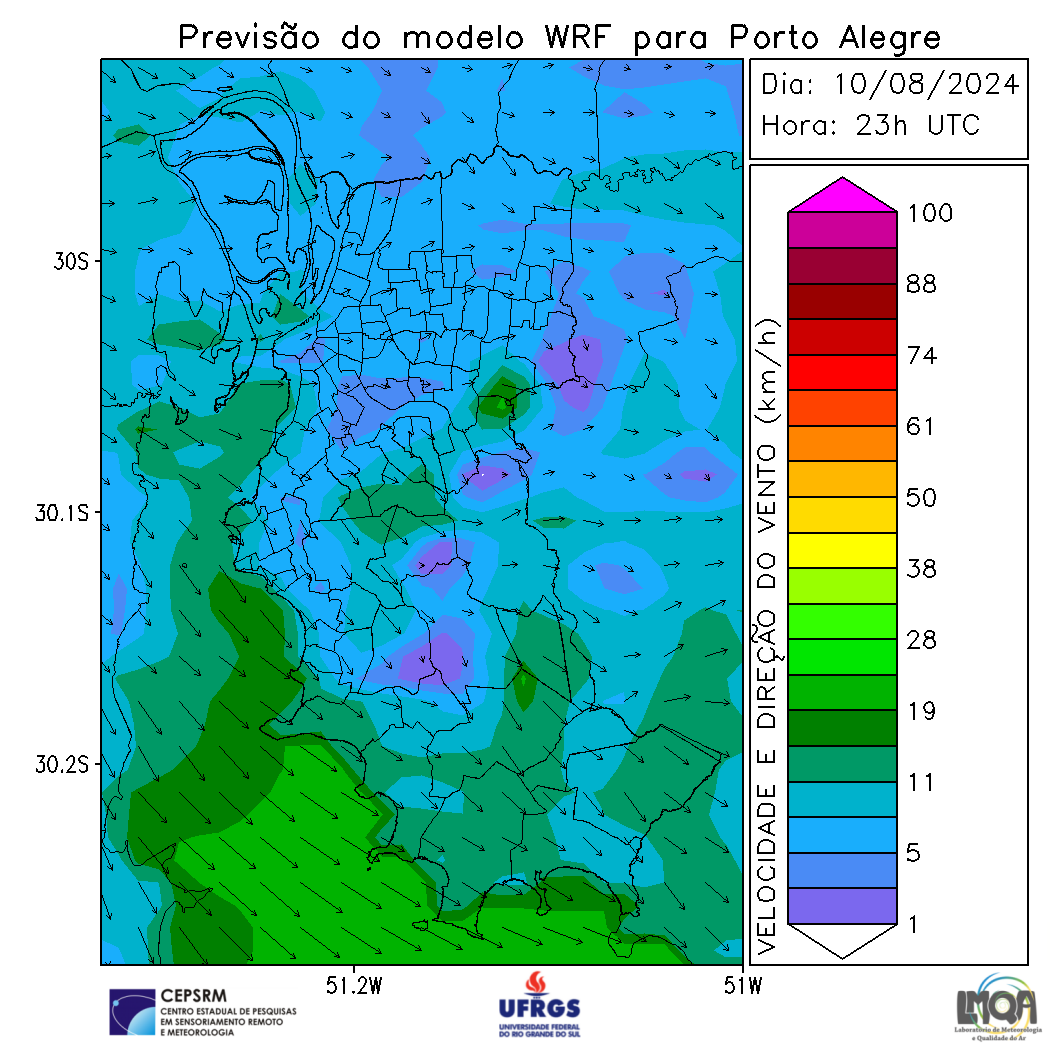 Previsão do modelo WRF para Porto Alegre
Dia: 10/08/2024
Hora: 23h UTC
30S
30.1S
30.2S
51.2W
51W
VELOCIDADE E DIREÇÃO DO VENTO (km/h)
100
88
74
61
50
38
28
19
11
5
1
CEPSRM
CENTRO ESTADUAL DE PESQUISAS
EM SENSORIAMENTO REMOTO
E METEOROLOGIA
UFRGS
UNIVERSIDADE FEDERAL
DO RIO GRANDE DO SUL
LMQA
Laboratório de Meteorologia
e Qualidade do Ar